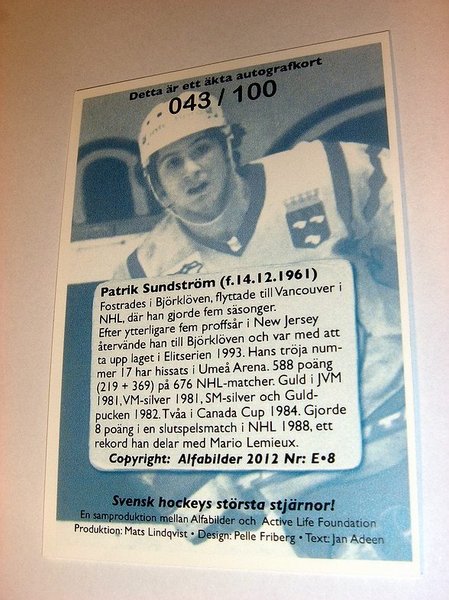 Detta är ett äkta autografkort
043 / 100
Patrik Sundström (f.14.12.1961)
Fostrades i Björklöven, flyttade till Vancouver i
NHL, där han gjorde fem säsonger.
Efter ytterligare fem proffsår i New Jersey
återvände han till Björklöven och var med att
ta upp laget i Elitserien 1993. Hans tröja num-
mer 17 har hissats i Umeå Arena. 588 poäng
(219 + 369) på 676 NHL-matcher. Guld i JVM
1981, VM-silver 1981, SM-silver och Guld-
pucken 1982. Tvåa i Canada Cup 1984. Gjorde
8 poäng i en slutspelsmatch i NHL 1988, ett
rekord han delar med Mario Lemieux.
Copyright: Alfabilder 2012 Nr: E•8
Svensk hockeys största stjärnor!
En samproduktion mellan Alfabilder och Active Life Foundation
Produktion: Mats Lindqvist • Design: Pelle Friberg • Text: Jan Adeen